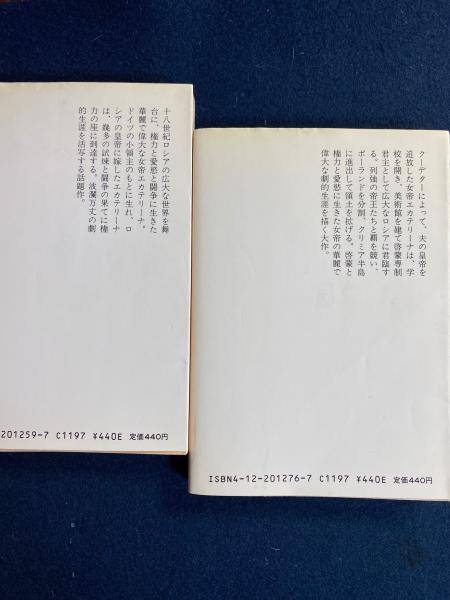 十八世紀ロシアの広大な世界を舞
台に、権力と愛慾と闘争に生きた
華麗で偉大な女帝エカテリーナ。
ドイツの小領主のもとに生れ、ロ
シアの皇帝に嫁したエカテリーナ
は、幾多の試煉と闘争の果てに権
力の座に到達する。波瀾万丈の劇
的生涯を活写する話題作。
201259-7 C1197 ¥440E 定価440円
クーデターによって、夫の皇帝を
追放した女帝エカテリーナは、学
校を開き、美術館を建て啓蒙専制
君主として広大なロシアに君臨す
る。列強の帝王たちと覇を競い、
ポーランドを分割、クリミア半島
に進出して領土を拡げる。啓蒙と
権力と愛慾に生きた女帝の華麗で
偉大な劇的生涯を描く大作。
ISBN4-12-201276-7 C1197 ¥440E 定価440円